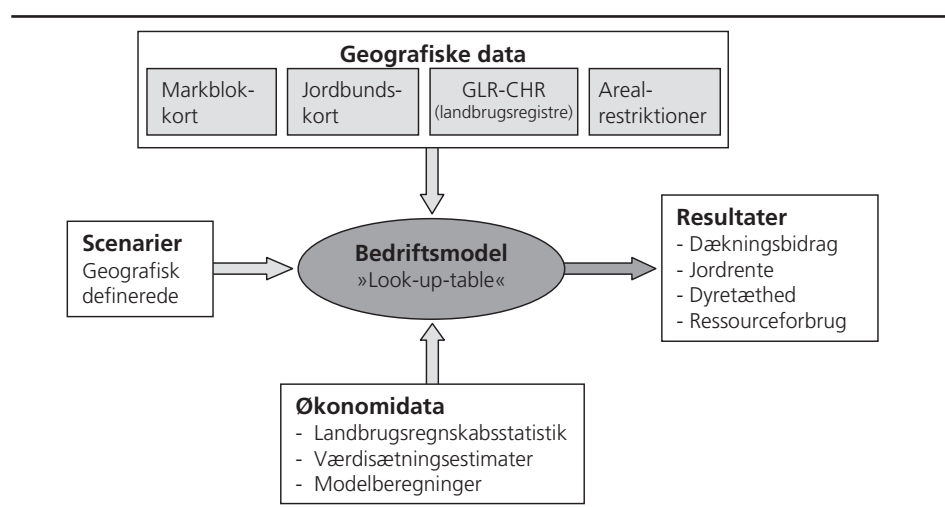 Geografiske data
Markblok-
kort
Jordbunds-
kort
GLR-CHR
(landbrugsregistre)
Areal-
restriktioner
Scenarier
Geografisk
definerede
Bedriftsmodel
»Look-up-table«
Resultater
- Dækningsbidrag
- Jordrente
- Dyretæthed
- Ressourceforbrug
Økonomidata
- Landbrugsregnskabsstatistik
- Værdisætningsestimater
- Modelberegninger